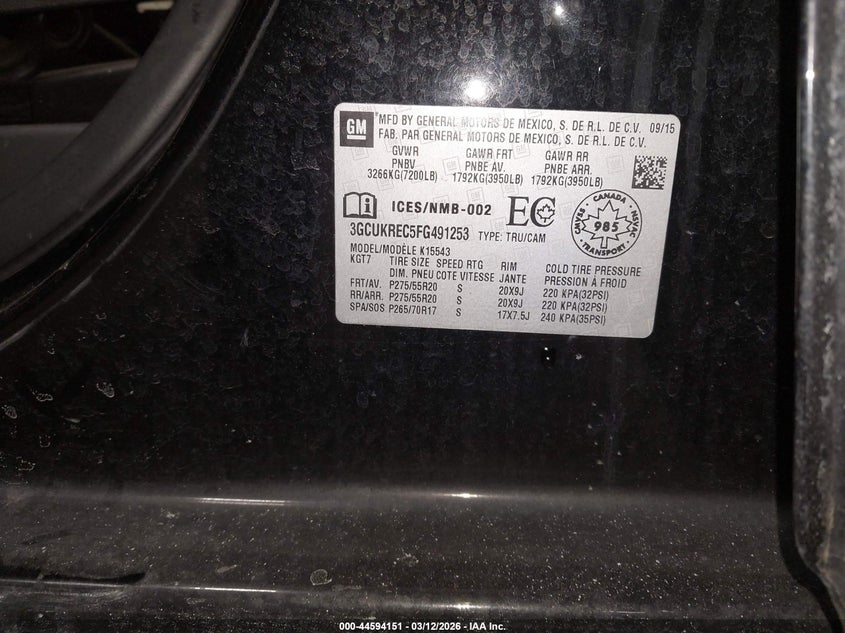 GM
MFD BY GENERAL MOTORS DE MEXICO, S. DE R.L. DE C.V. 09/15
FAB. PAR GENERAL MOTORS DE MEXICO, S. DE R.L. DE C.V.
GVWR GAWR FRT GAWR RR
PNBV PNBE AV. PNBE ARR.
3266KG(7200LB) 1792KG(3950LB) 1792KG(3950LB)
ICES/NMB-002 EC
CANADA
CMVSS NSVAC
985
TRANSPORT
3GCUKREC5FG491253 TYPE: TRU/CAM
MODEL/MODÈLE K15543
KGT7 TIRE SIZE SPEED RTG RIM COLD TIRE PRESSURE
DIM. PNEU COTE VITESSE JANTE PRESSION À FROID
FRT/AV. P275/55R20 S 20X9J 220 KPA(32PSI)
RR/ARR. P275/55R20 S 20X9J 220 KPA(32PSI)
SPA/SOS P265/70R17 S 17X7.5J 240 KPA(35PSI)
000-44594151 - 03/12/2026 - IAA Inc.